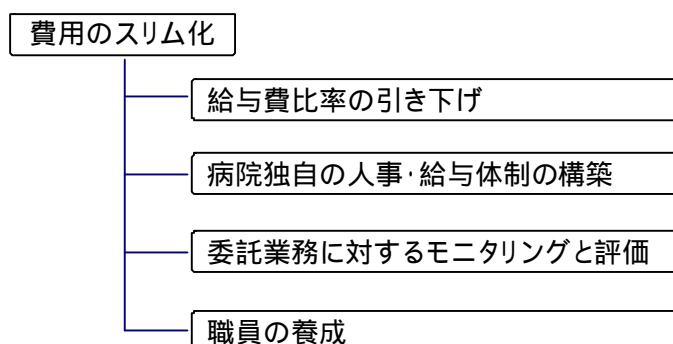 費用のスリム化
給与費比率の引き下げ
病院独自の人事・給与体制の構築
委託業務に対するモニタリングと評価
職員の養成